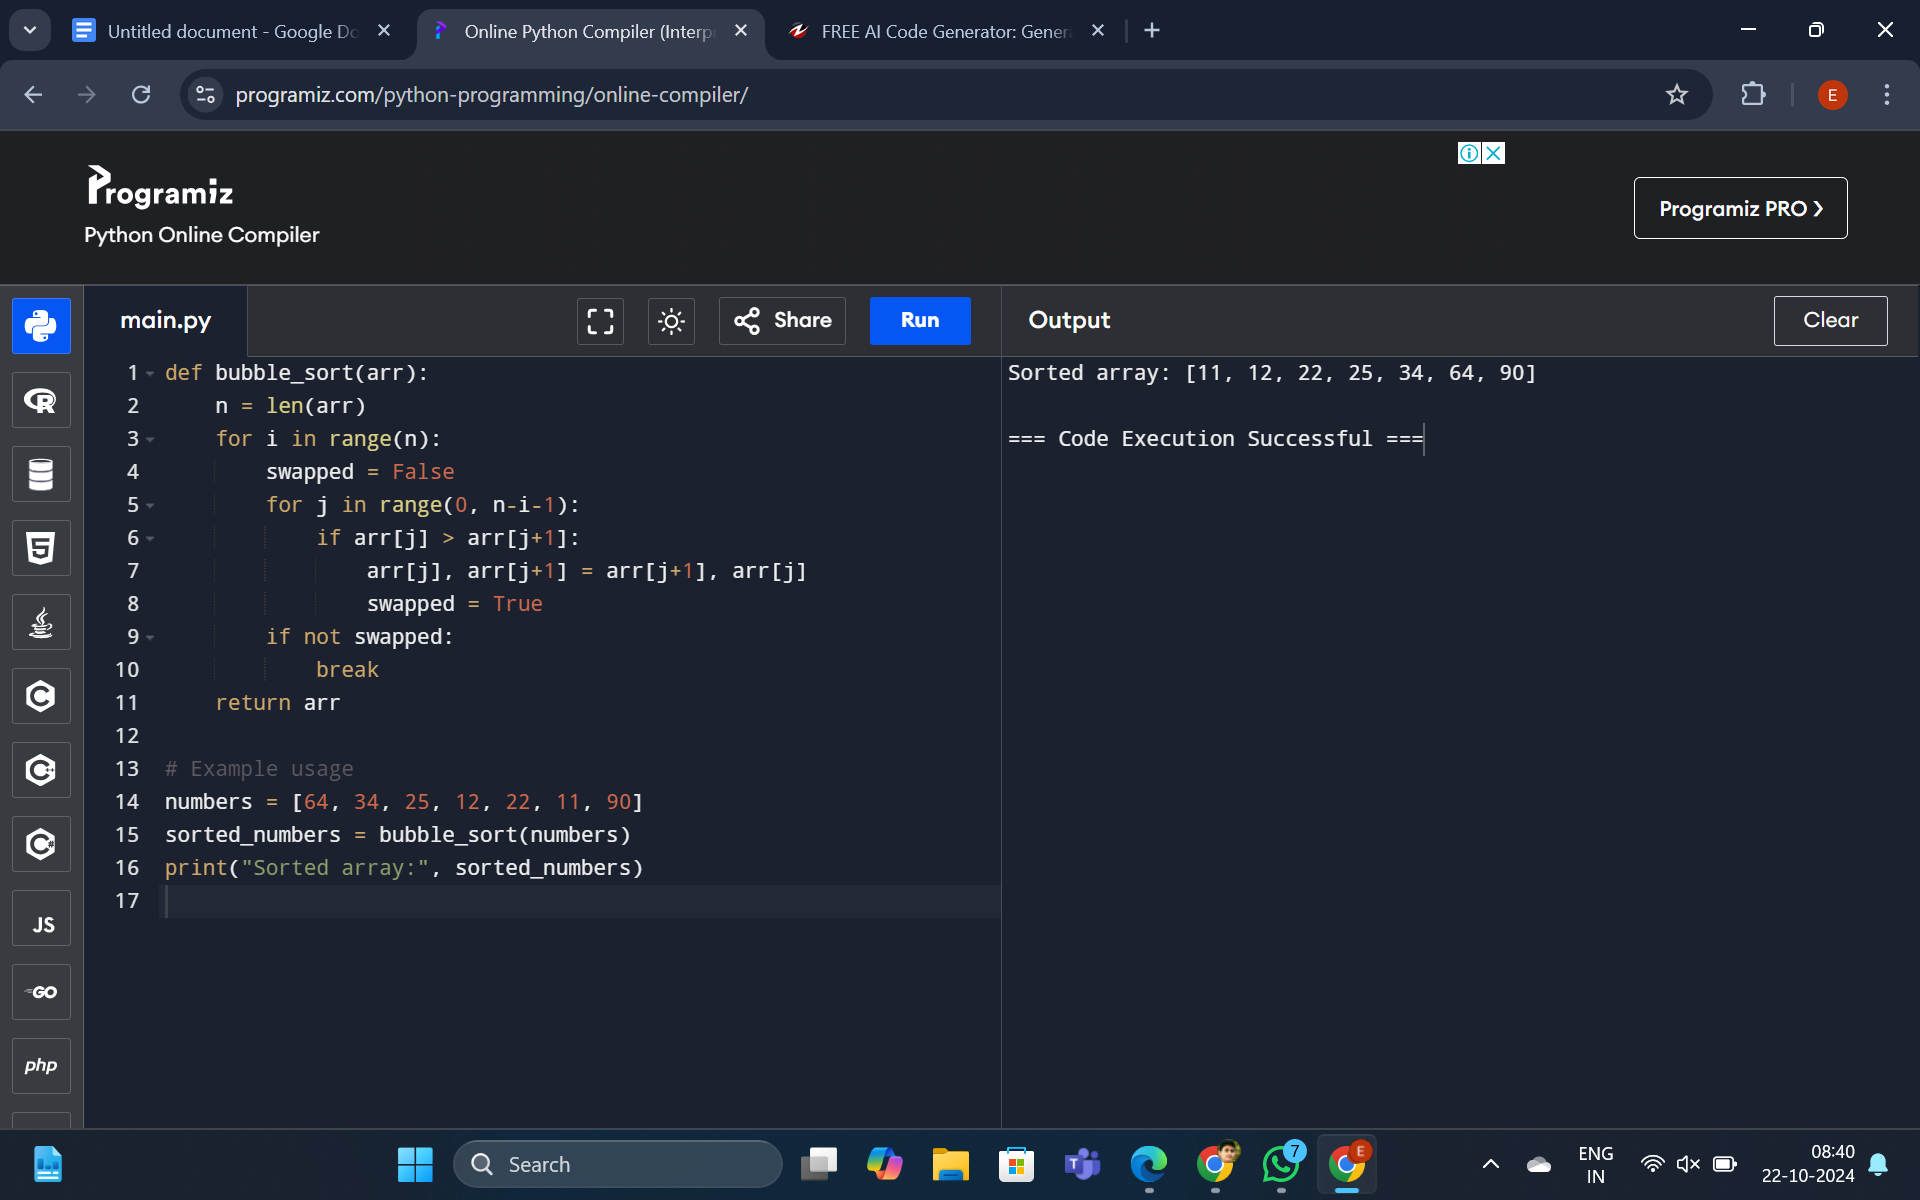 Untitled document - Google Do
Online Python Compiler (Interp
FREE AI Code Generator: Genera
programiz.com/python-programming/online-compiler/
E
Programiz
Python Online Compiler
Programiz PRO ❯
main.py
Share
Run
Output
Clear
1 def bubble_sort(arr):
2     n = len(arr)
3     for i in range(n):
4         swapped = False
5         for j in range(0, n-i-1):
6             if arr[j] > arr[j+1]:
7                 arr[j], arr[j+1] = arr[j+1], arr[j]
8                 swapped = True
9         if not swapped:
10             break
11     return arr
12
13 # Example usage
14 numbers = [64, 34, 25, 12, 22, 11, 90]
15 sorted_numbers = bubble_sort(numbers)
16 print("Sorted array:", sorted_numbers)
17
Sorted array: [11, 12, 22, 25, 34, 64, 90]
=== Code Execution Successful ===
R
5
C
C++
C#
JS
GO
php
Search
T
7
E
ENG
IN
08:40
22-10-2024